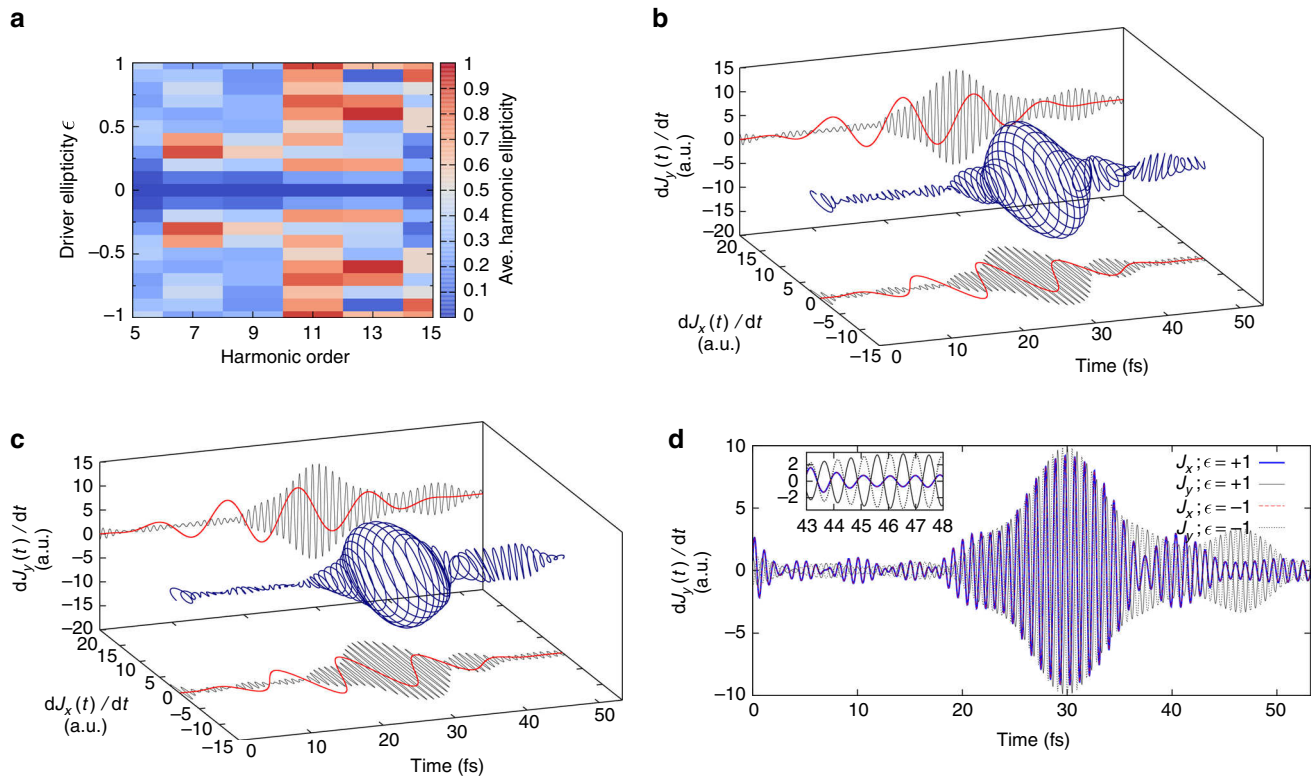 a
Driver ellipticity ϵ
1
0.5
0
−0.5
−1
5 7 9 11 13 15
Harmonic order
1
0.9
0.8
0.7
0.6
0.5
0.4
0.3
0.2
0.1
0
Ave. harmonic ellipticity
b
dJy(t) / dt
(a.u.)
15
10
5
0
−5
−10
−15
−20
20
15
10
5
0
−5
−10
−15
dJx(t) / dt
(a.u.)
0 10 20 30 40 50
Time (fs)
c
dJy(t) / dt
(a.u.)
15
10
5
0
−5
−10
−15
−20
20
15
10
5
0
−5
−10
−15
dJx(t) / dt
(a.u.)
0 10 20 30 40 50
Time (fs)
d
dJy(t) / dt
(a.u.)
10
5
0
−5
−10
2
0
−2
43 44 45 46 47 48
Jx; ϵ = +1
Jy; ϵ = +1
Jx; ϵ = −1
Jy; ϵ = −1
0 10 20 30 40 50
Time (fs)